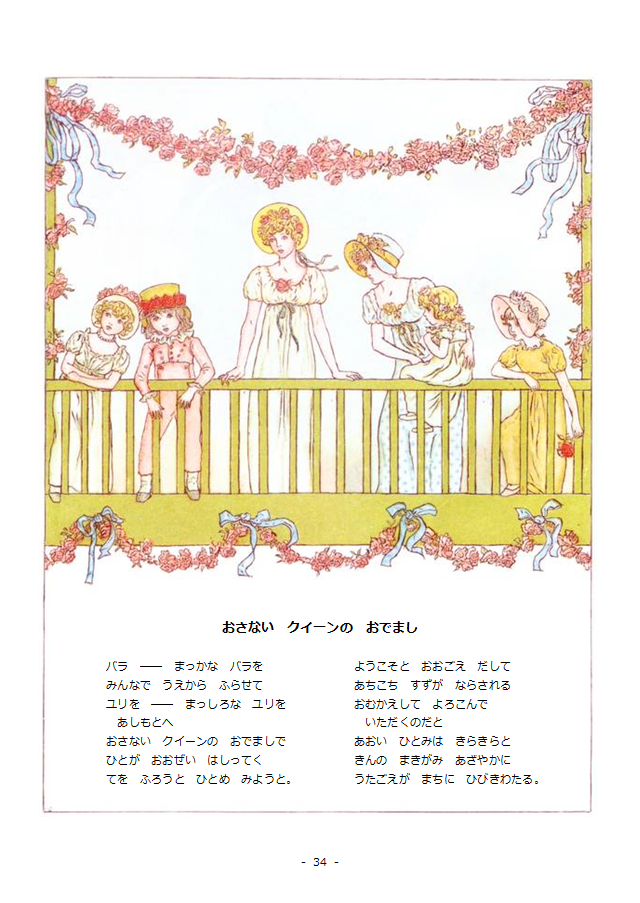 おさない　クイーンの　おでまし
バラ　――　まっかな　バラを
みんなで　うえから　ふらせて
ユリを　――　まっしろな　ユリを
　あしもとへ
おさない　クイーンの　おでましで
ひとが　おおぜい　はしってく
てを　ふろうと　ひとめ　みようと。
ようこそと　おおごえ　だして
あちこち　すずが　ならされる
おむかえして　よろこんで
　いただくのだと
あおい　ひとみは　きらきらと
きんの　まきがみ　あざやかに
うたごえが　まちに　ひびきわたる。
- 34 -